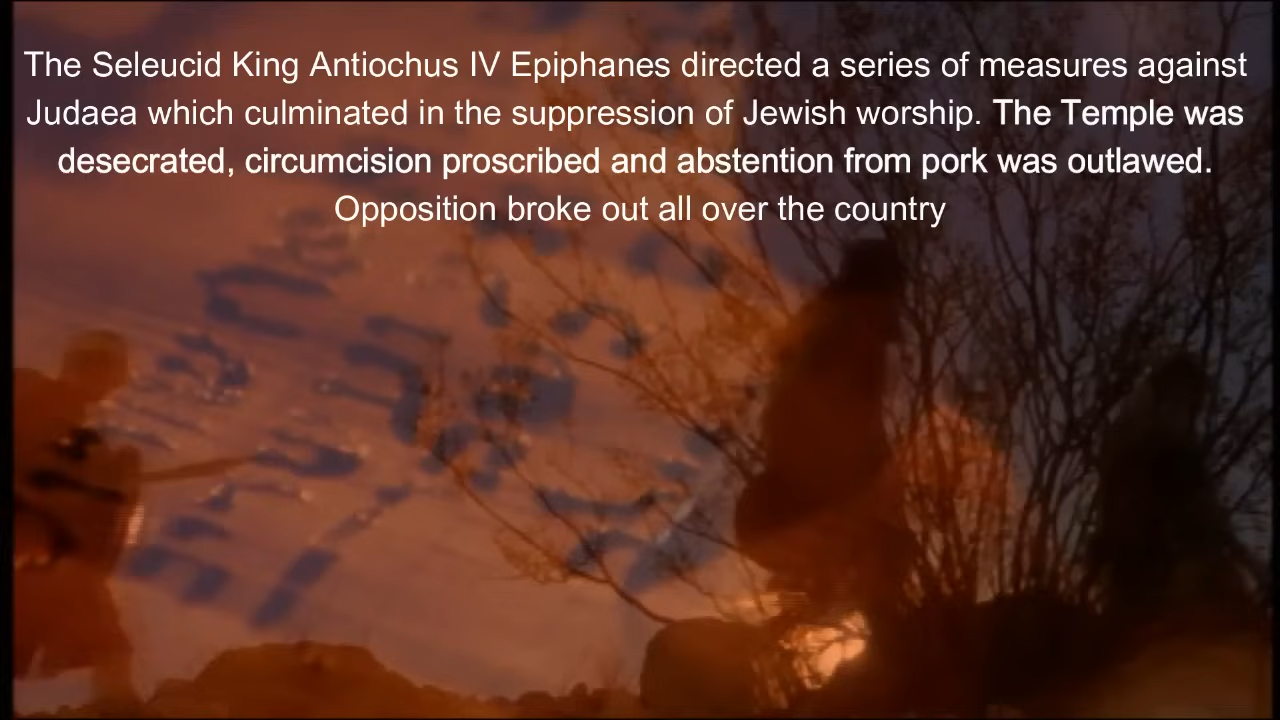 The Seleucid King Antiochus IV Epiphanes directed a series of measures against
Judaea which culminated in the suppression of Jewish worship. The Temple was
desecrated, circumcision proscribed and abstention from pork was outlawed.
Opposition broke out all over the country